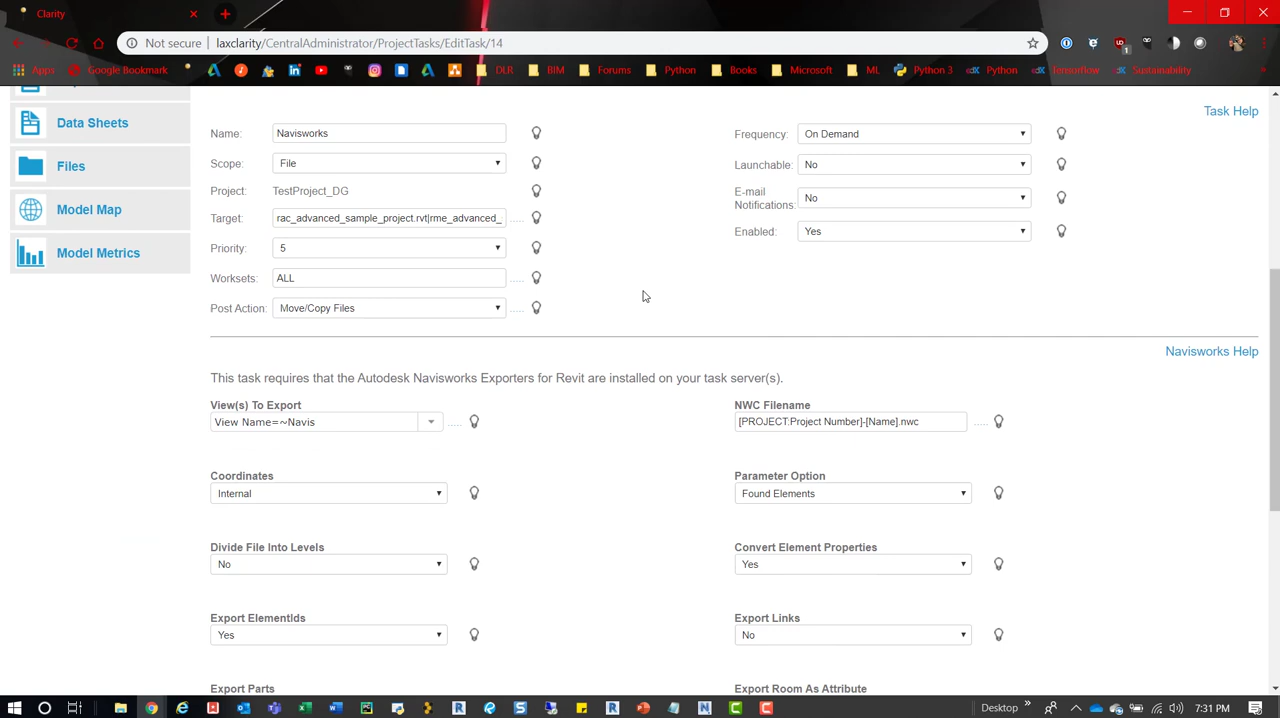 Clarity
Not secure | laxclarity/CentralAdministrator/ProjectTasks/EditTask/14
Apps Google Bookmark DLR BIM Forums Python Books Microsoft ML Python 3 Python Tensorflow Sustainability
Data Sheets
Files
Model Map
Model Metrics
Task Help
Name: Navisworks
Frequency: On Demand
Scope: File
Launchable: No
Project: TestProject_DG
E-mail Notifications: No
Target: rac_advanced_sample_project.rvt|rme_advanced_
Enabled: Yes
Priority: 5
Worksets: ALL
Post Action: Move/Copy Files
Navisworks Help
This task requires that the Autodesk Navisworks Exporters for Revit are installed on your task server(s).
View(s) To Export
View Name=~Navis
NWC Filename
[PROJECT:Project Number]-[Name].nwc
Coordinates
Internal
Parameter Option
Found Elements
Divide File Into Levels
No
Convert Element Properties
Yes
Export ElementIds
Yes
Export Links
No
Export Parts
Export Room As Attribute
Desktop
7:31 PM